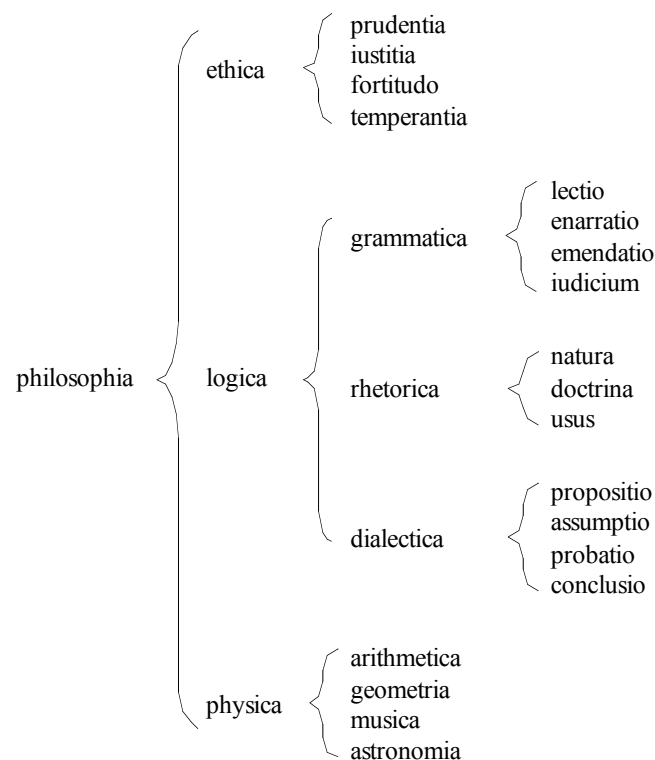 philosophia
ethica
prudentia
iustitia
fortitudo
temperantia
logica
grammatica
lectio
enarratio
emendatio
iudicium
rhetorica
natura
doctrina
usus
dialectica
propositio
assumptio
probatio
conclusio
physica
arithmetica
geometria
musica
astronomia